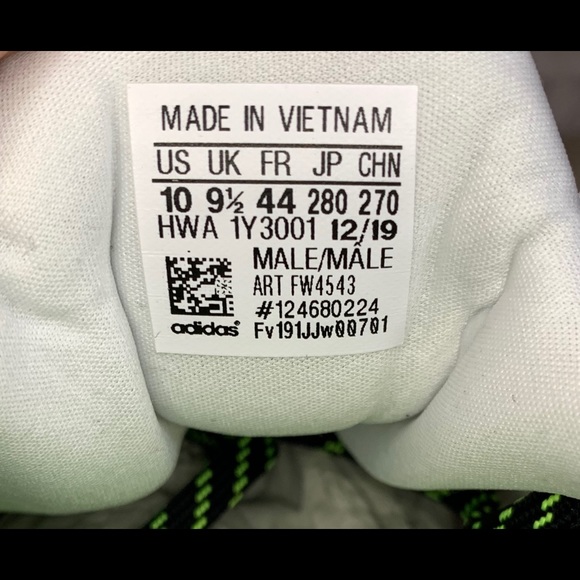 MADE IN VIETNAM
US UK FR JP CHN
10 9½ 44 280 270
HWA 1Y3001 12/19
MALE/MÂLE
ART FW4543
#124680224
adidas® Fv191JJw00701